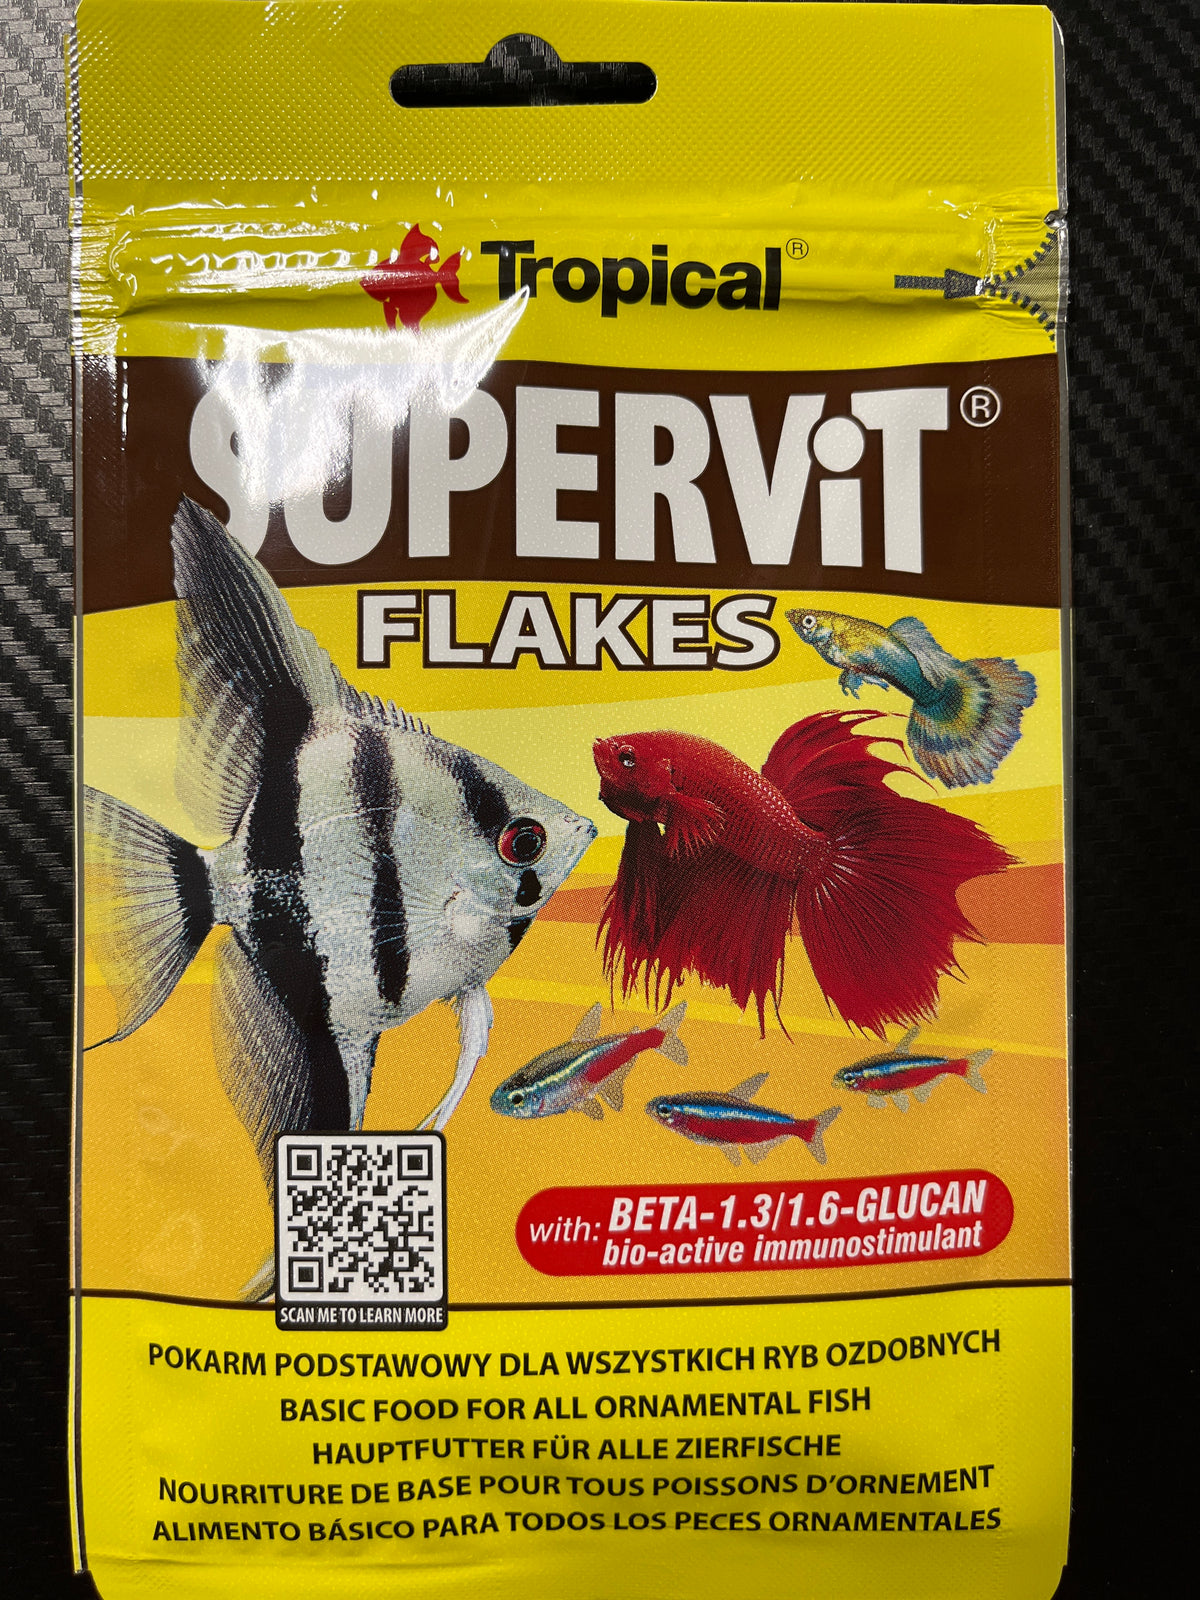 Tropical®
SUPERViT®
FLAKES
with: BETA-1.3/1.6-GLUCAN
bio-active immunostimulant
SCAN ME TO LEARN MORE
POKARM PODSTAWOWY DLA WSZYSTKICH RYB OZDOBNYCH
BASIC FOOD FOR ALL ORNAMENTAL FISH
HAUPTFUTTER FÜR ALLE ZIERFISCHE
NOURRITURE DE BASE POUR TOUS POISSONS D'ORNEMENT
ALIMENTO BÁSICO PARA TODOS LOS PECES ORNAMENTALES